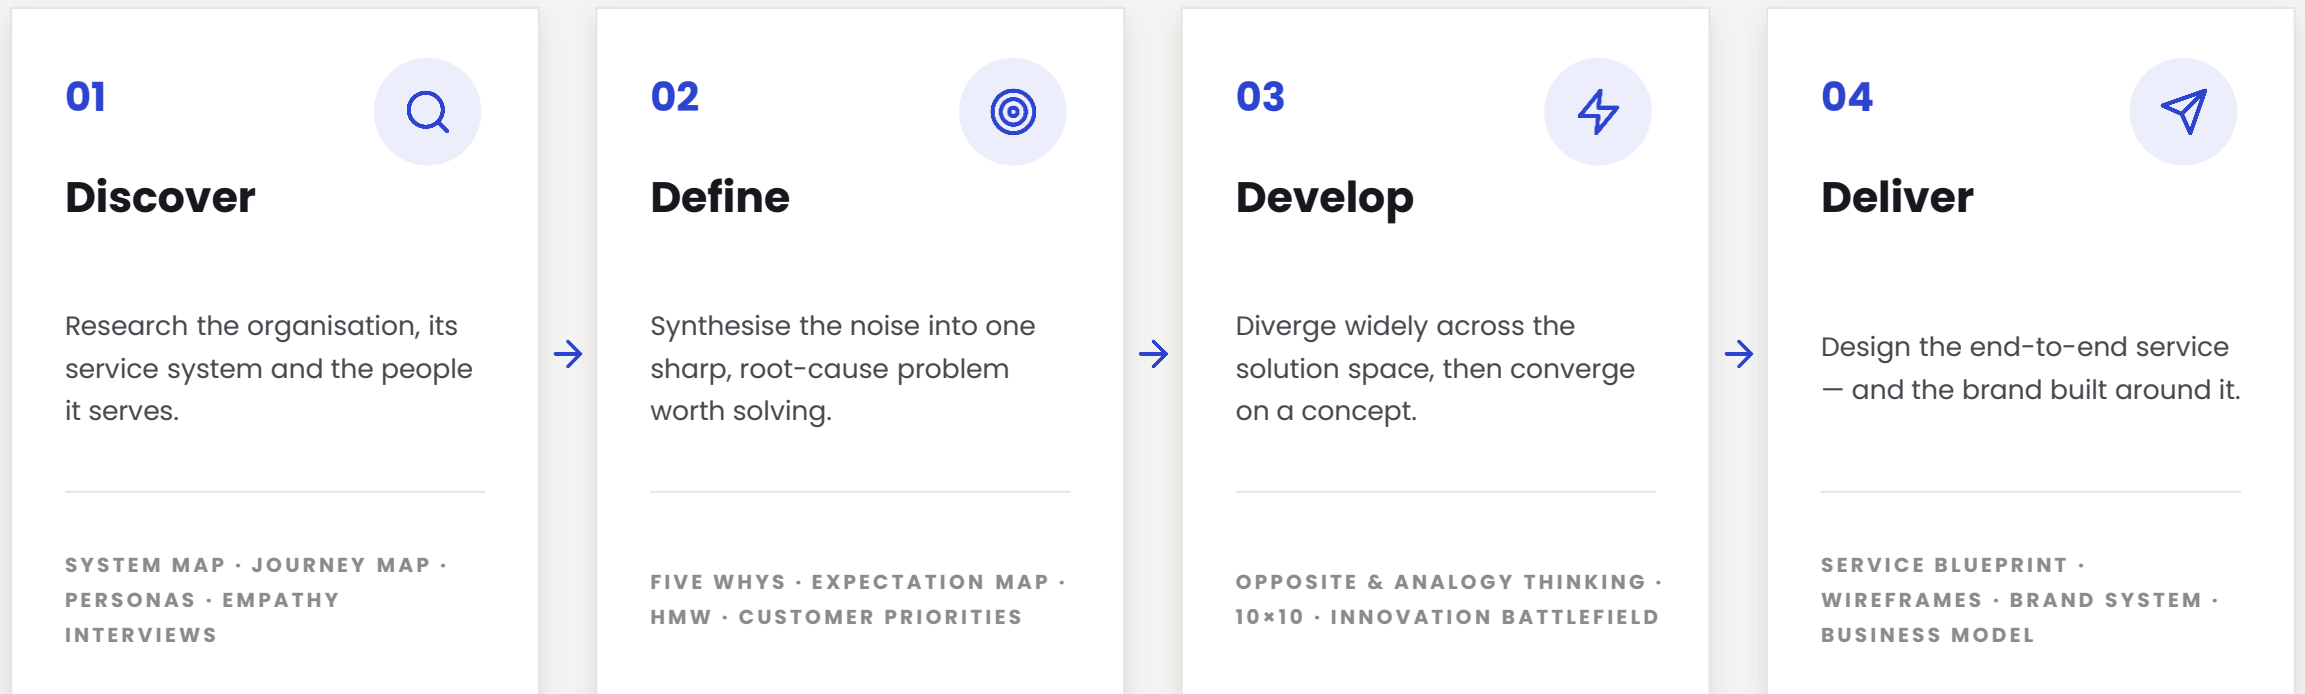 01
Discover
Research the organisation, its
service system and the people
it serves.
SYSTEM MAP · JOURNEY MAP ·
PERSONAS · EMPATHY
INTERVIEWS
02
Define
Synthesise the noise into one
sharp, root-cause problem
worth solving.
FIVE WHYS · EXPECTATION MAP ·
HMW · CUSTOMER PRIORITIES
03
Develop
Diverge widely across the
solution space, then converge
on a concept.
OPPOSITE & ANALOGY THINKING ·
10×10 · INNOVATION BATTLEFIELD
04
Deliver
Design the end-to-end service
— and the brand built around it.
SERVICE BLUEPRINT ·
WIREFRAMES · BRAND SYSTEM ·
BUSINESS MODEL